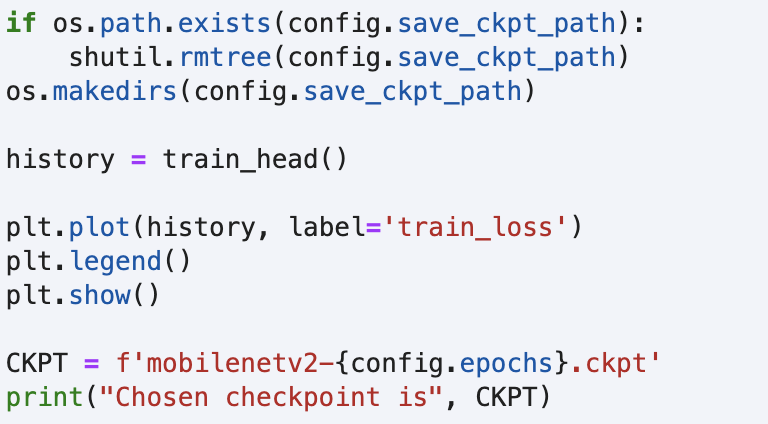 if os.path.exists(config.save_ckpt_path):
    shutil.rmtree(config.save_ckpt_path)
os.makedirs(config.save_ckpt_path)

history = train_head()

plt.plot(history, label='train_loss')
plt.legend()
plt.show()

CKPT = f'mobilenetv2-{config.epochs}.ckpt'
print("Chosen checkpoint is", CKPT)